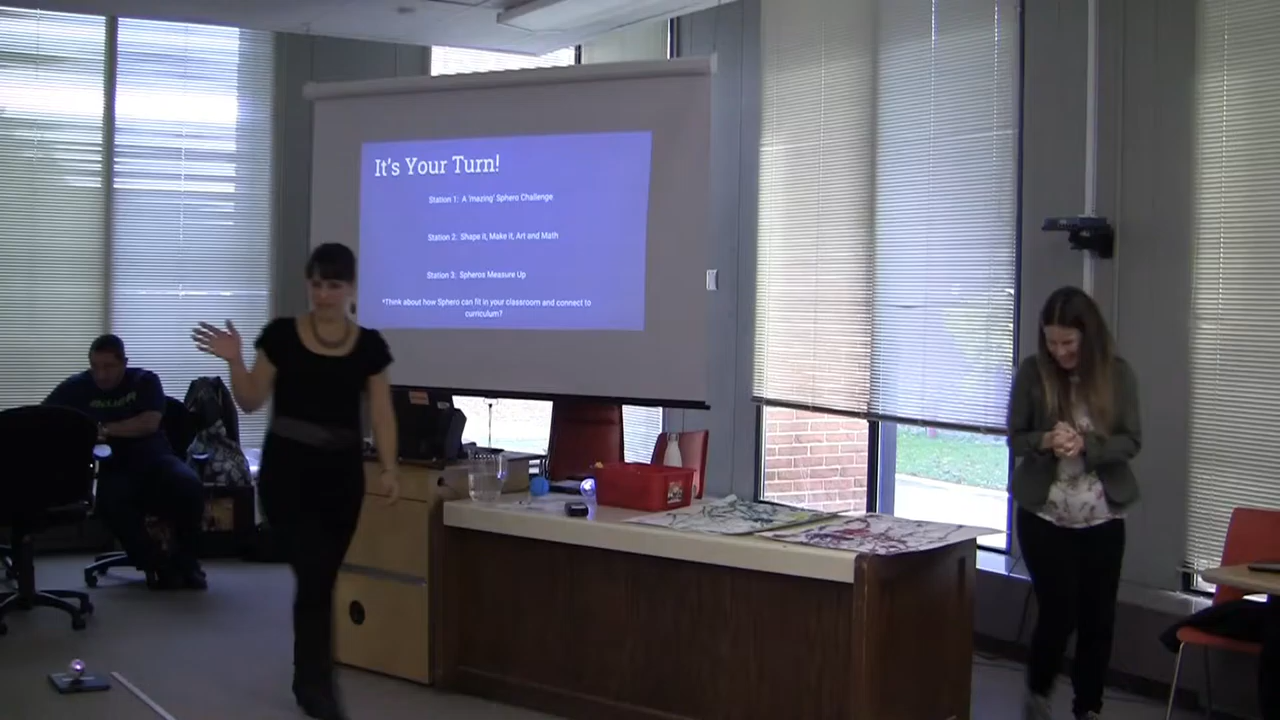 It's Your Turn!
Station 1: A 'mazing' Sphero Challenge
Station 2: Shape it, Make it, Art and Math
Station 3: Spheros Measure Up
*Think about how Sphero can fit in your classroom and connect to
curriculum?